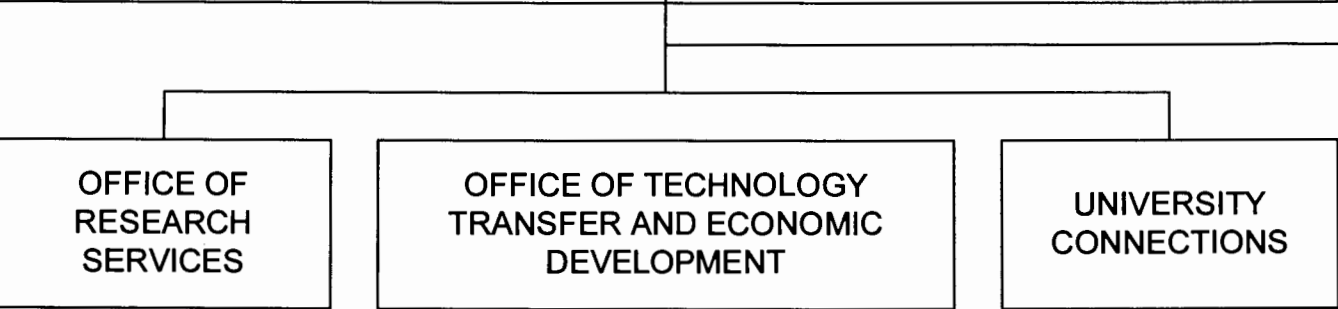 OFFICE OF
RESEARCH
SERVICES
OFFICE OF TECHNOLOGY
TRANSFER AND ECONOMIC
DEVELOPMENT
UNIVERSITY
CONNECTIONS